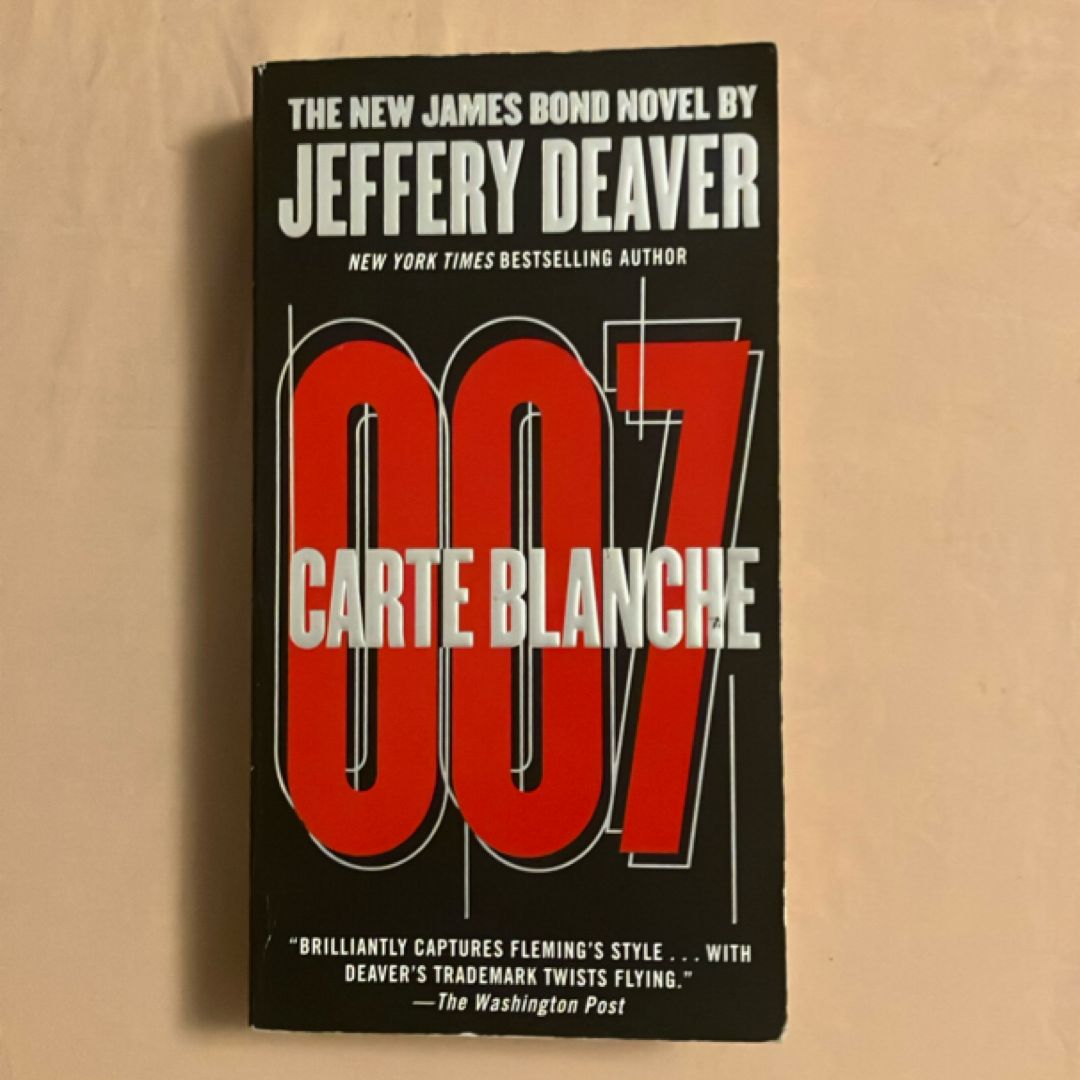 THE NEW JAMES BOND NOVEL BY
JEFFERY DEAVER
NEW YORK TIMES BESTSELLING AUTHOR
007
CARTE BLANCHE
“BRILLIANTLY CAPTURES FLEMING’S STYLE . . . WITH
DEAVER’S TRADEMARK TWISTS FLYING.”
—The Washington Post